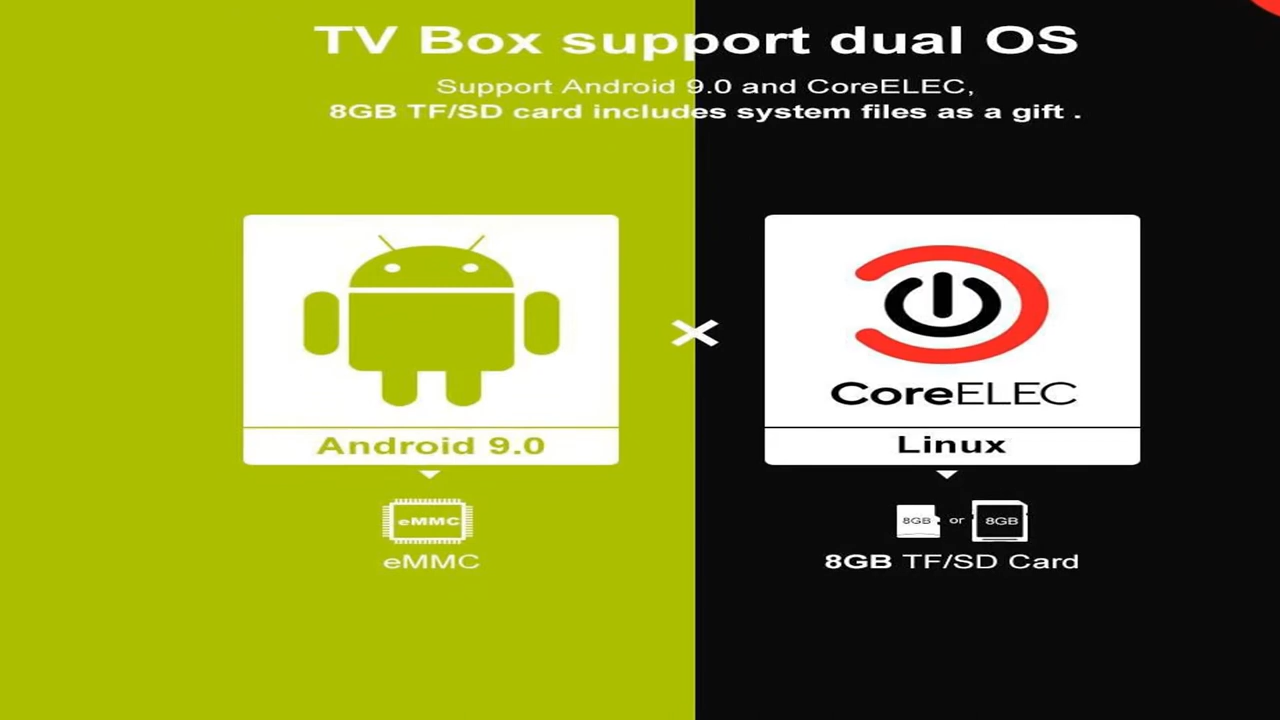 TV Box support dual OS
Support Android 9.0 and CoreELEC,
8GB TF/SD card includes system files as a gift .
CoreELEC
Android 9.0
Linux
eMMC
8GB or 8GB
eMMC
8GB TF/SD Card